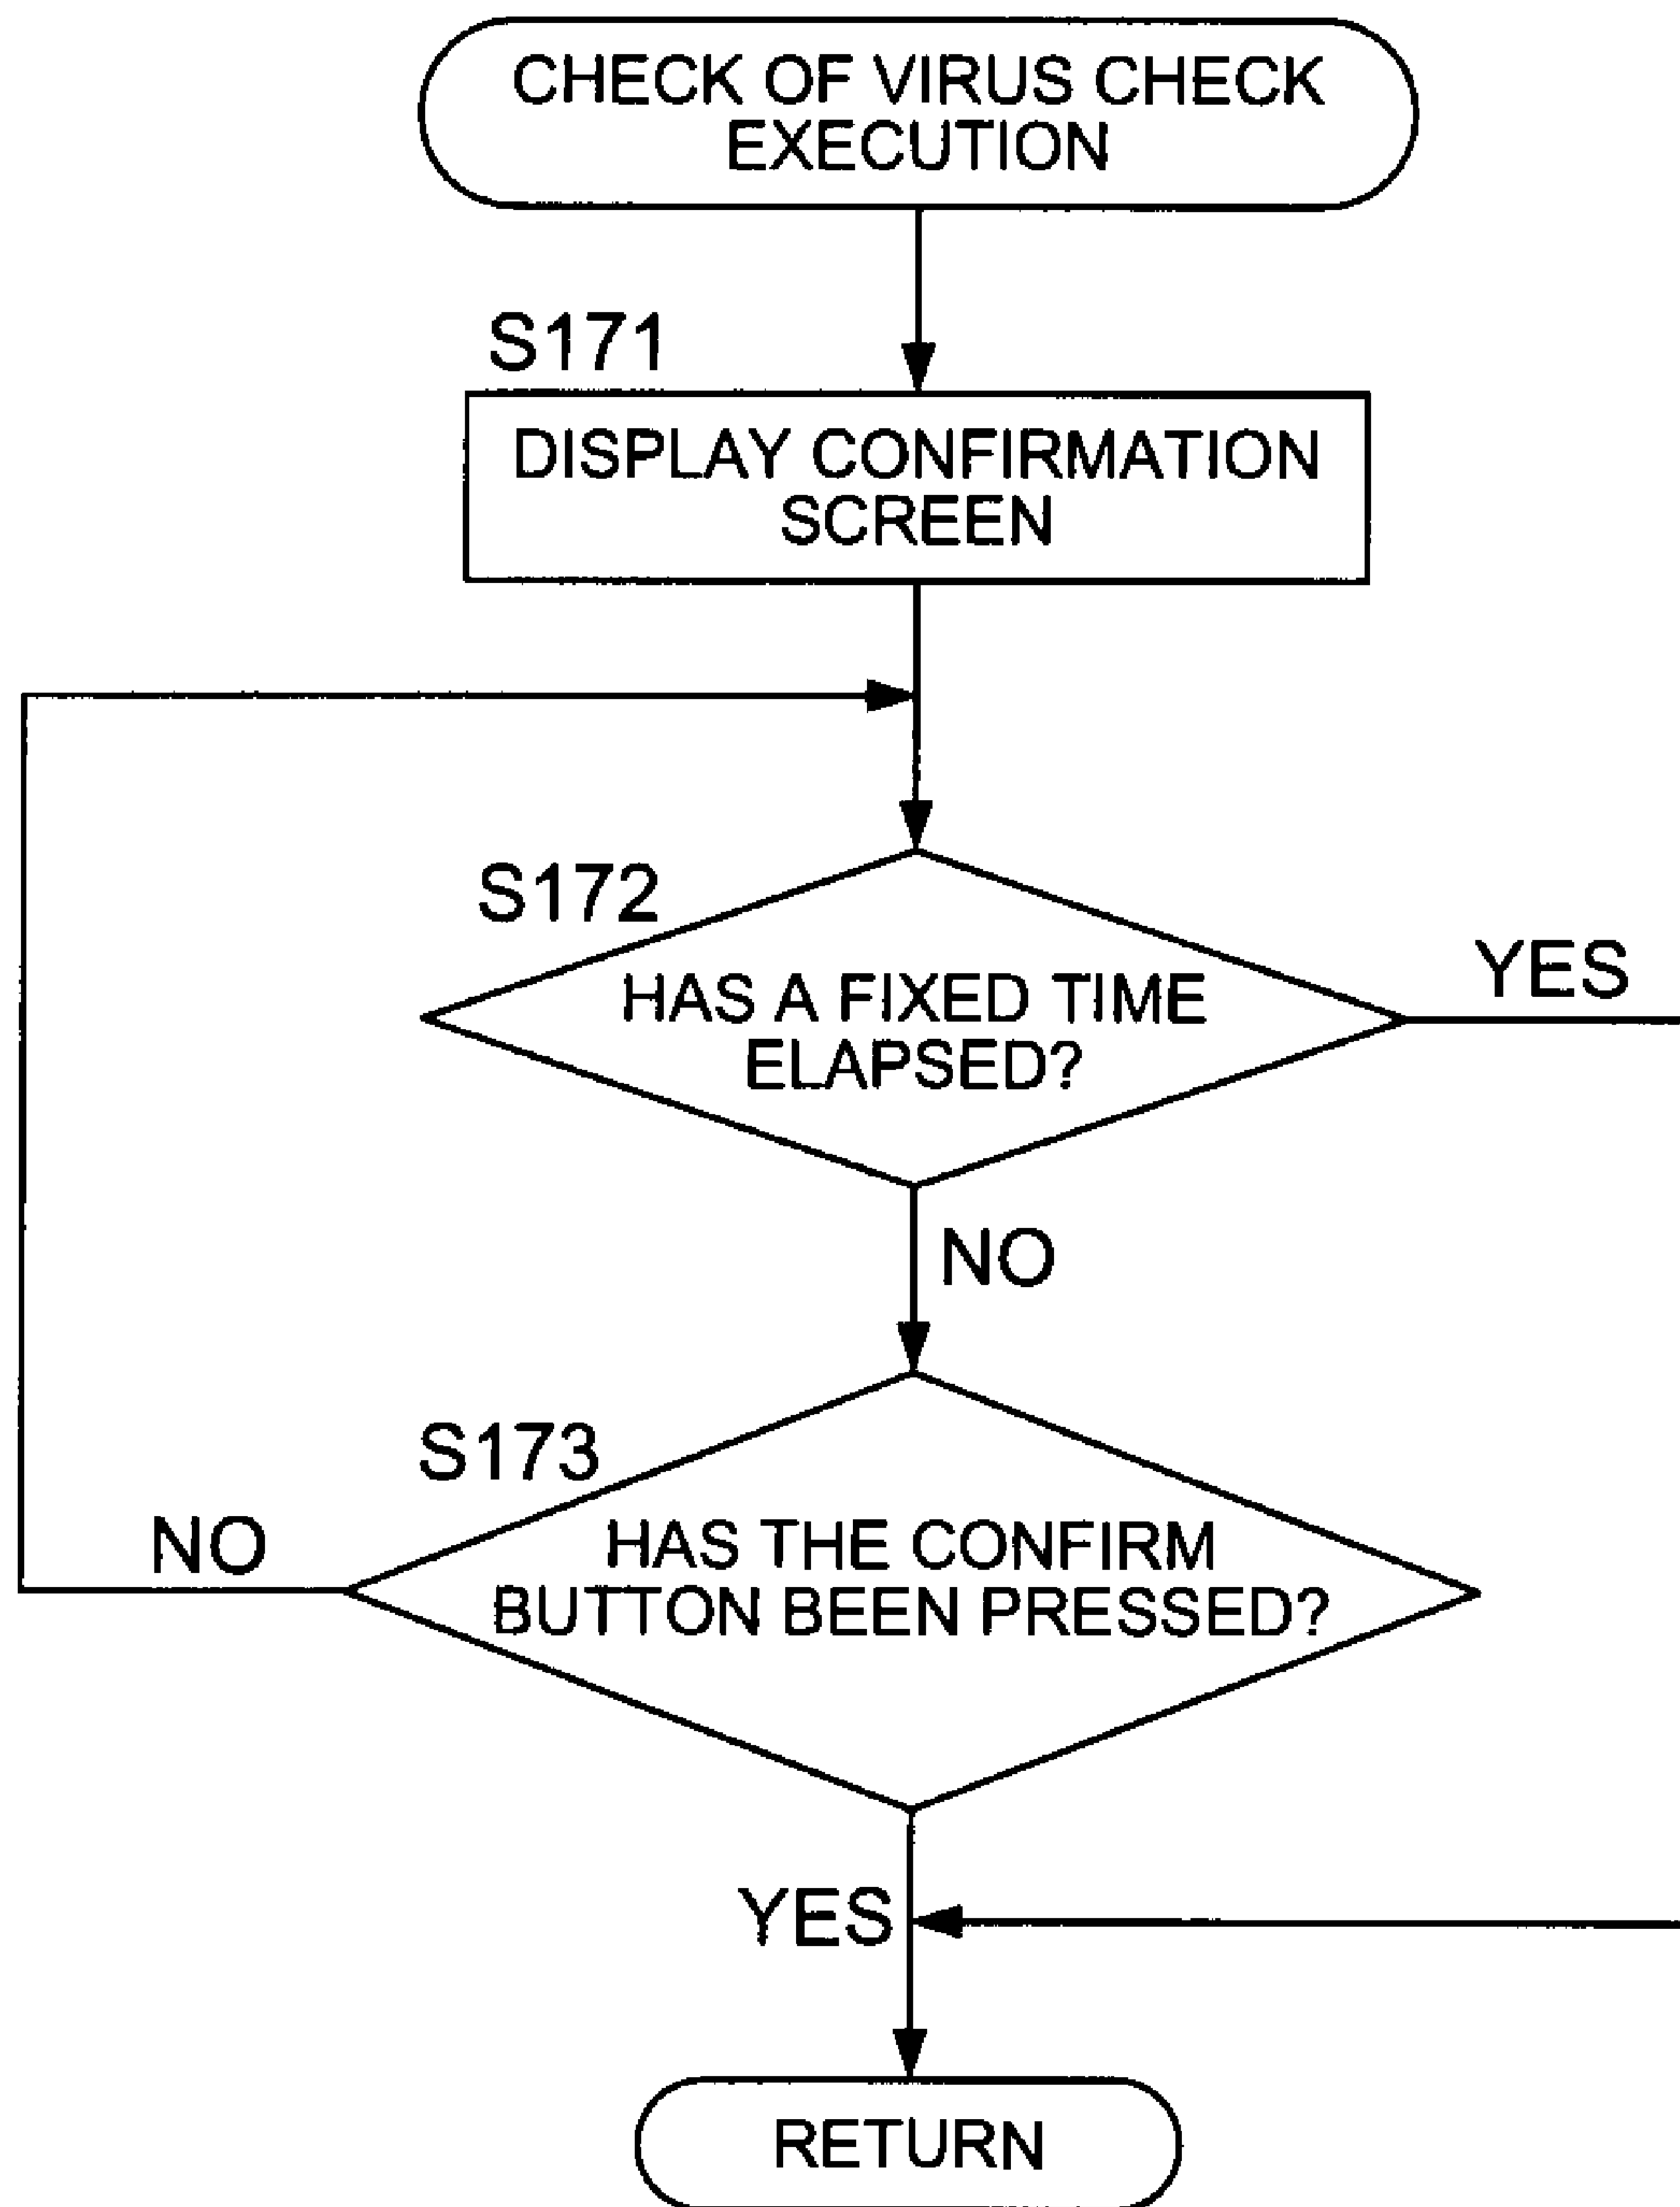 CHECK OF VIRUS CHECK
EXECUTION
S171
DISPLAY CONFIRMATION
SCREEN
S172
HAS A FIXED TIME
ELAPSED?
YES
NO
S173
HAS THE CONFIRM
BUTTON BEEN PRESSED?
NO
YES
RETURN